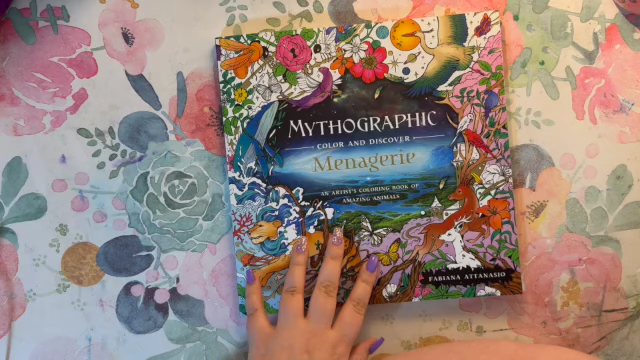 MYTHOGRAPHIC
COLOR AND DISCOVER
Menagerie
AN ARTIST'S COLORING BOOK OF
AMAZING ANIMALS
FABIANA ATTANASIO